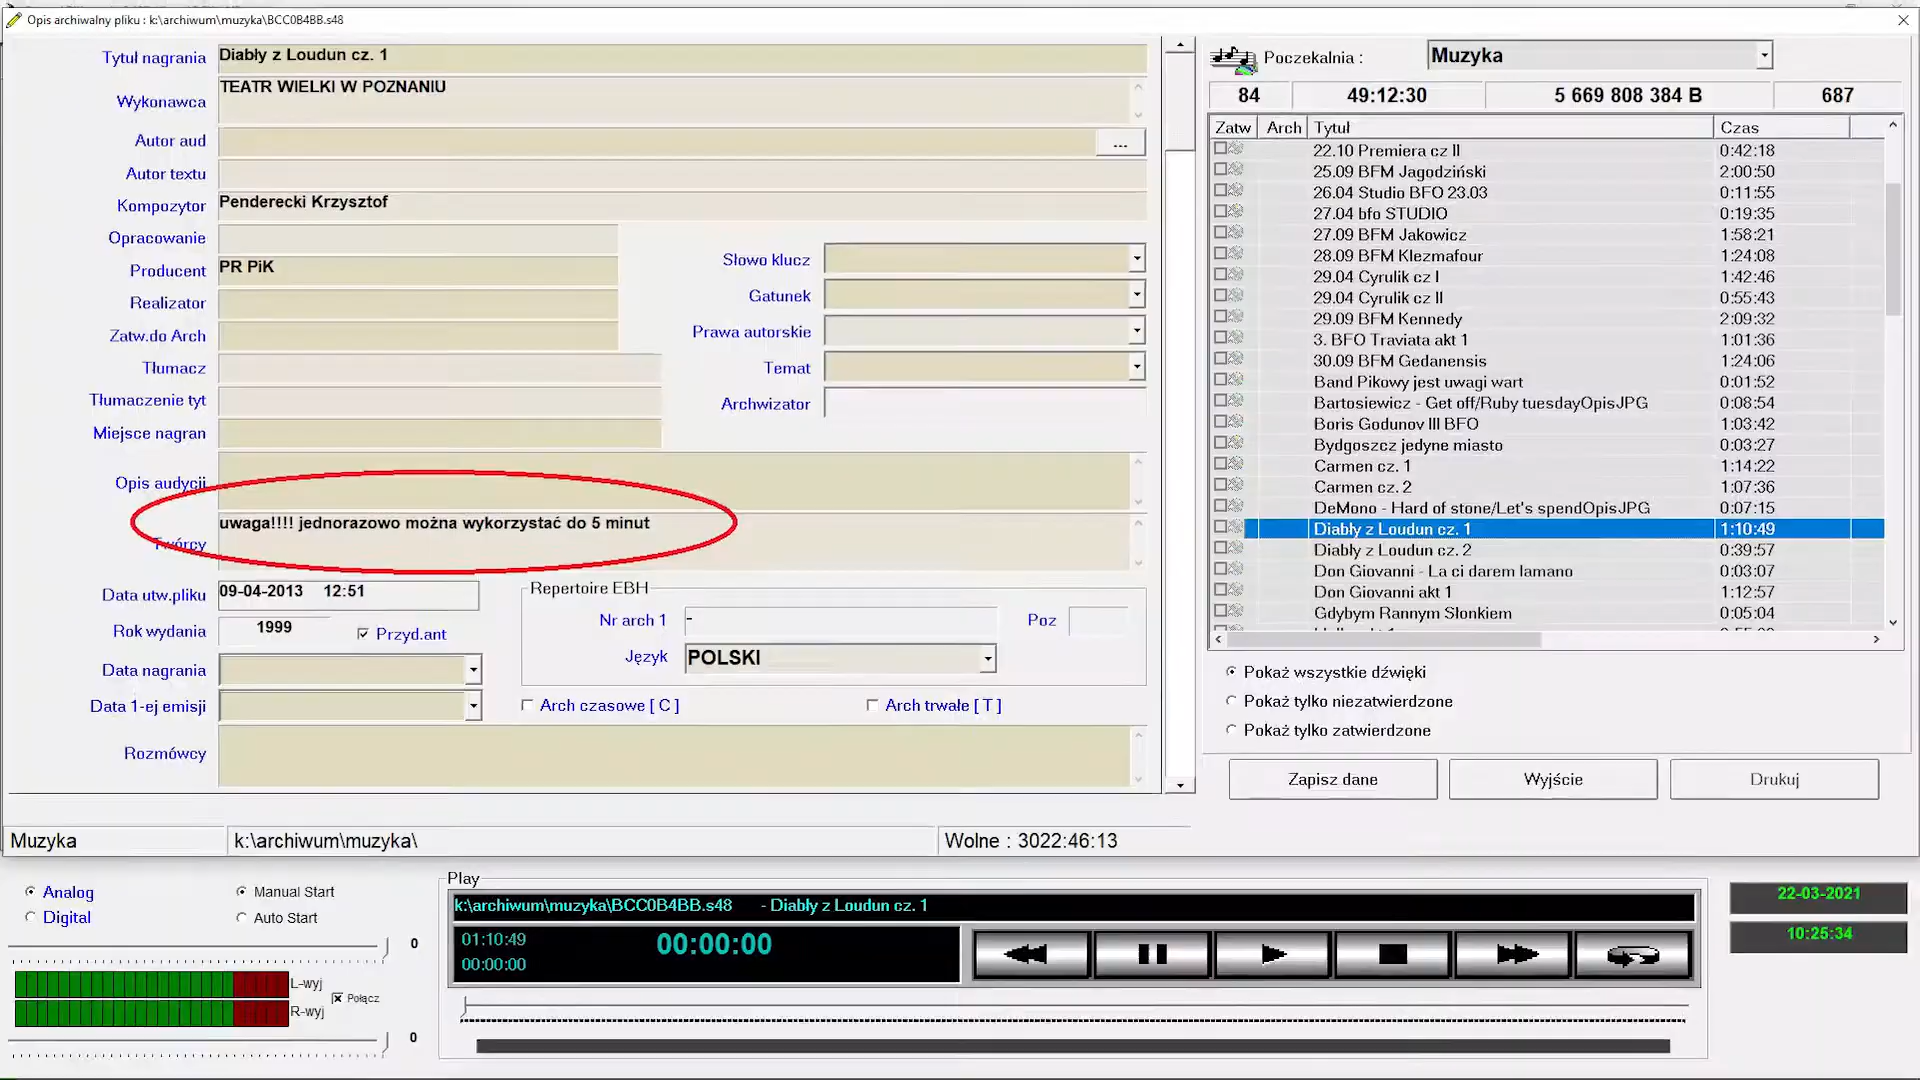 Opis archiwalny pliku : k:\archiwum\muzyka\BCC0B4BB.s48
Tytuł nagrania
Diabły z Loudun cz. 1
Wykonawca
TEATR WIELKI W POZNANIU
Autor aud
...
Autor textu
Kompozytor
Penderecki Krzysztof
Opracowanie
Producent
PR PiK
Realizator
Zatw.do Arch
Tłumacz
Tłumaczenie tyt
Miejsce nagran
Słowo klucz
Gatunek
Prawa autorskie
Temat
Archwizator
Opis audycji
uwaga!!!! jednorazowo można wykorzystać do 5 minut
Twórcy
Data utw.pliku
09-04-2013 12:51
Rok wydania
1999
Przyd.ant
Data nagrania
Data 1-ej emisji
Repertoire EBH
Nr arch 1
-
Poz
Język
POLSKI
Arch czasowe [ C ]
Arch trwałe [ T ]
Rozmówcy
Poczekalnia :
Muzyka
84 49:12:30 5 669 808 384 B 687
Zatw Arch Tytuł Czas
22.10 Premiera cz II 0:42:18
25.09 BFM Jagodziński 2:00:50
26.04 Studio BFO 23.03 0:11:55
27.04 bfo STUDIO 0:19:35
27.09 BFM Jakowicz 1:58:21
28.09 BFM Klezmafour 1:24:08
29.04 Cyrulik cz I 1:42:46
29.04 Cyrulik cz II 0:55:43
29.09 BFM Kennedy 2:09:32
3. BFO Traviata akt 1 1:01:36
30.09 BFM Gedanensis 1:24:06
Band Pikowy jest uwagi wart 0:01:52
Bartosiewicz - Get off/Ruby tuesdayOpisJPG 0:08:54
Boris Godunov III BFO 1:03:42
Bydgoszcz jedyne miasto 0:03:27
Carmen cz. 1 1:14:22
Carmen cz. 2 1:07:36
DeMono - Hard of stone/Let's spendOpisJPG 0:07:15
Diabły z Loudun cz. 1 1:10:49
Diabły z Loudun cz. 2 0:39:57
Don Giovanni - La ci darem lamano 0:03:07
Don Giovanni akt 1 1:12:57
Gdybym Rannym Słonkiem 0:05:04
Pokaż wszystkie dźwięki
Pokaż tylko niezatwierdzone
Pokaż tylko zatwierdzone
Zapisz dane
Wyjście
Drukuj
Muzyka
k:\archiwum\muzyka\
Wolne : 3022:46:13
Analog
Digital
Manual Start
Auto Start
0
L-wyj
R-wyj
Połącz
0
Play
k:\archiwum\muzyka\BCC0B4BB.s48 - Diabły z Loudun cz. 1
01:10:49
00:00:00
00:00:00
22-03-2021
10:25:34